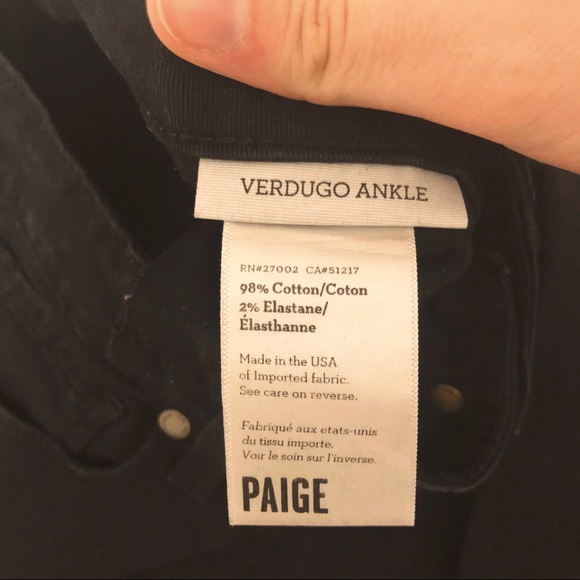 VERDUGO ANKLE
RN#27002 CA#51217
98% Cotton/Coton
2% Elastane/
Élasthanne
Made in the USA
of Imported fabric.
See care on reverse.
Fabriqué aux etats-unis
du tissu importe.
Voir le soin sur l'inverse.
PAIGE